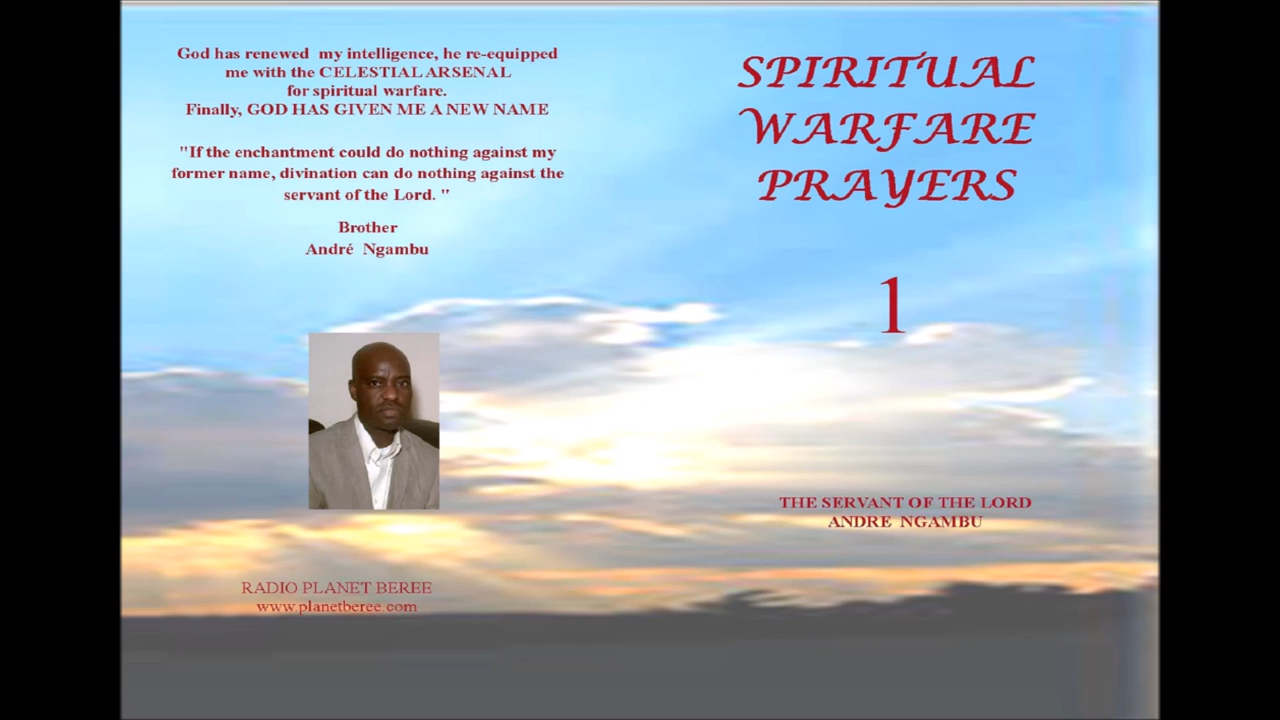 God has renewed my intelligence, he re-equipped
me with the CELESTIAL ARSENAL
for spiritual warfare.
Finally, GOD HAS GIVEN ME A NEW NAME
"If the enchantment could do nothing against my
former name, divination can do nothing against the
servant of the Lord. "
Brother
André Ngambu
RADIO PLANET BEREE
www.planetberee.com
SPIRITUAL
WARFARE
PRAYERS
1
THE SERVANT OF THE LORD
ANDRE NGAMBU